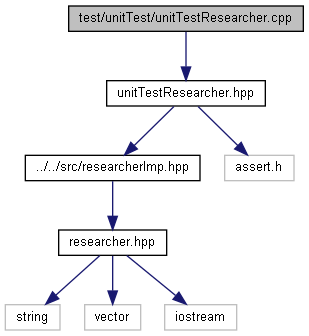 test/unitTest/unitTestResearcher.cpp
unitTestResearcher.hpp
../../src/researcherImp.hpp
assert.h
researcher.hpp
string
vector
iostream